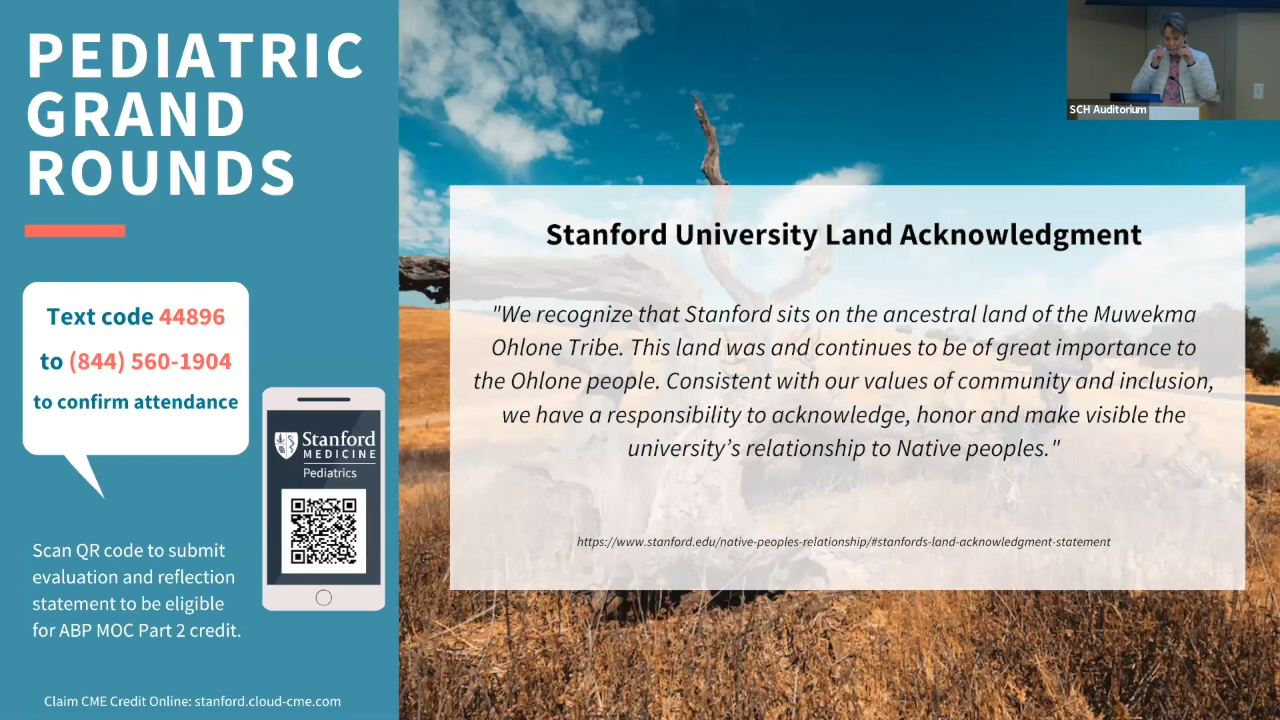 PEDIATRIC
GRAND
ROUNDS
Text code 44896
to (844) 560-1904
to confirm attendance
Stanford
MEDICINE
Pediatrics
Scan QR code to submit
evaluation and reflection
statement to be eligible
for ABP MOC Part 2 credit.
Claim CME Credit Online: stanford.cloud-cme.com
SCH Auditorium
Stanford University Land Acknowledgment
"We recognize that Stanford sits on the ancestral land of the Muwekma
Ohlone Tribe. This land was and continues to be of great importance to
the Ohlone people. Consistent with our values of community and inclusion,
we have a responsibility to acknowledge, honor and make visible the
university’s relationship to Native peoples."
https://www.stanford.edu/native-peoples-relationship/#stanfords-land-acknowledgment-statement